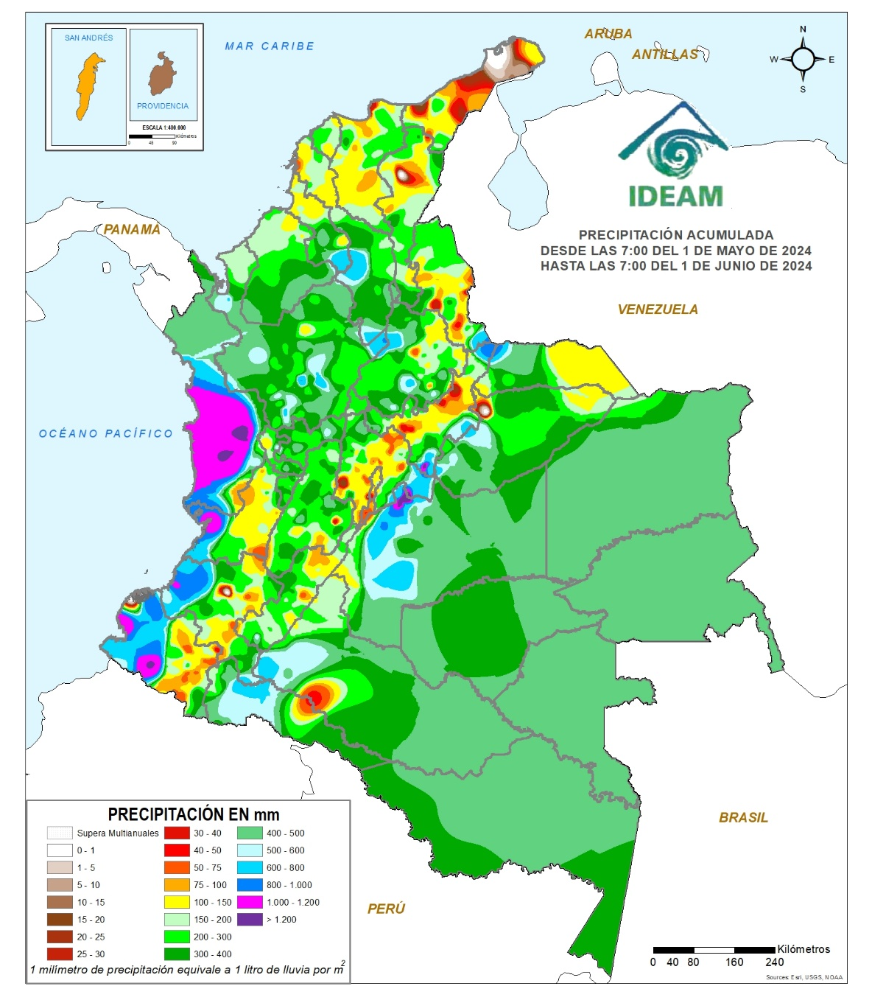 SAN ANDRÉS
PROVIDENCIA
ESCALA 1:400.000
Kilómetros
0 45 90
MAR CARIBE
ARUBA
ANTILLAS
N
W E
S
IDEAM
PRECIPITACIÓN ACUMULADA
DESDE LAS 7:00 DEL 1 DE MAYO DE 2024
HASTA LAS 7:00 DEL 1 DE JUNIO DE 2024
PANAMÁ
VENEZUELA
OCÉANO PACÍFICO
BRASIL
PERÚ
PRECIPITACIÓN EN mm
Supera Multianuales
0 - 1
1 - 5
5 - 10
10 - 15
15 - 20
20 - 25
25 - 30
30 - 40
40 - 50
50 - 75
75 - 100
100 - 150
150 - 200
200 - 300
300 - 400
400 - 500
500 - 600
600 - 800
800 - 1.000
1.000 - 1.200
> 1.200
1 milímetro de precipitación equivale a 1 litro de lluvia por m2
Kilómetros
0 40 80 160 240
Sources: Esri, USGS, NOAA